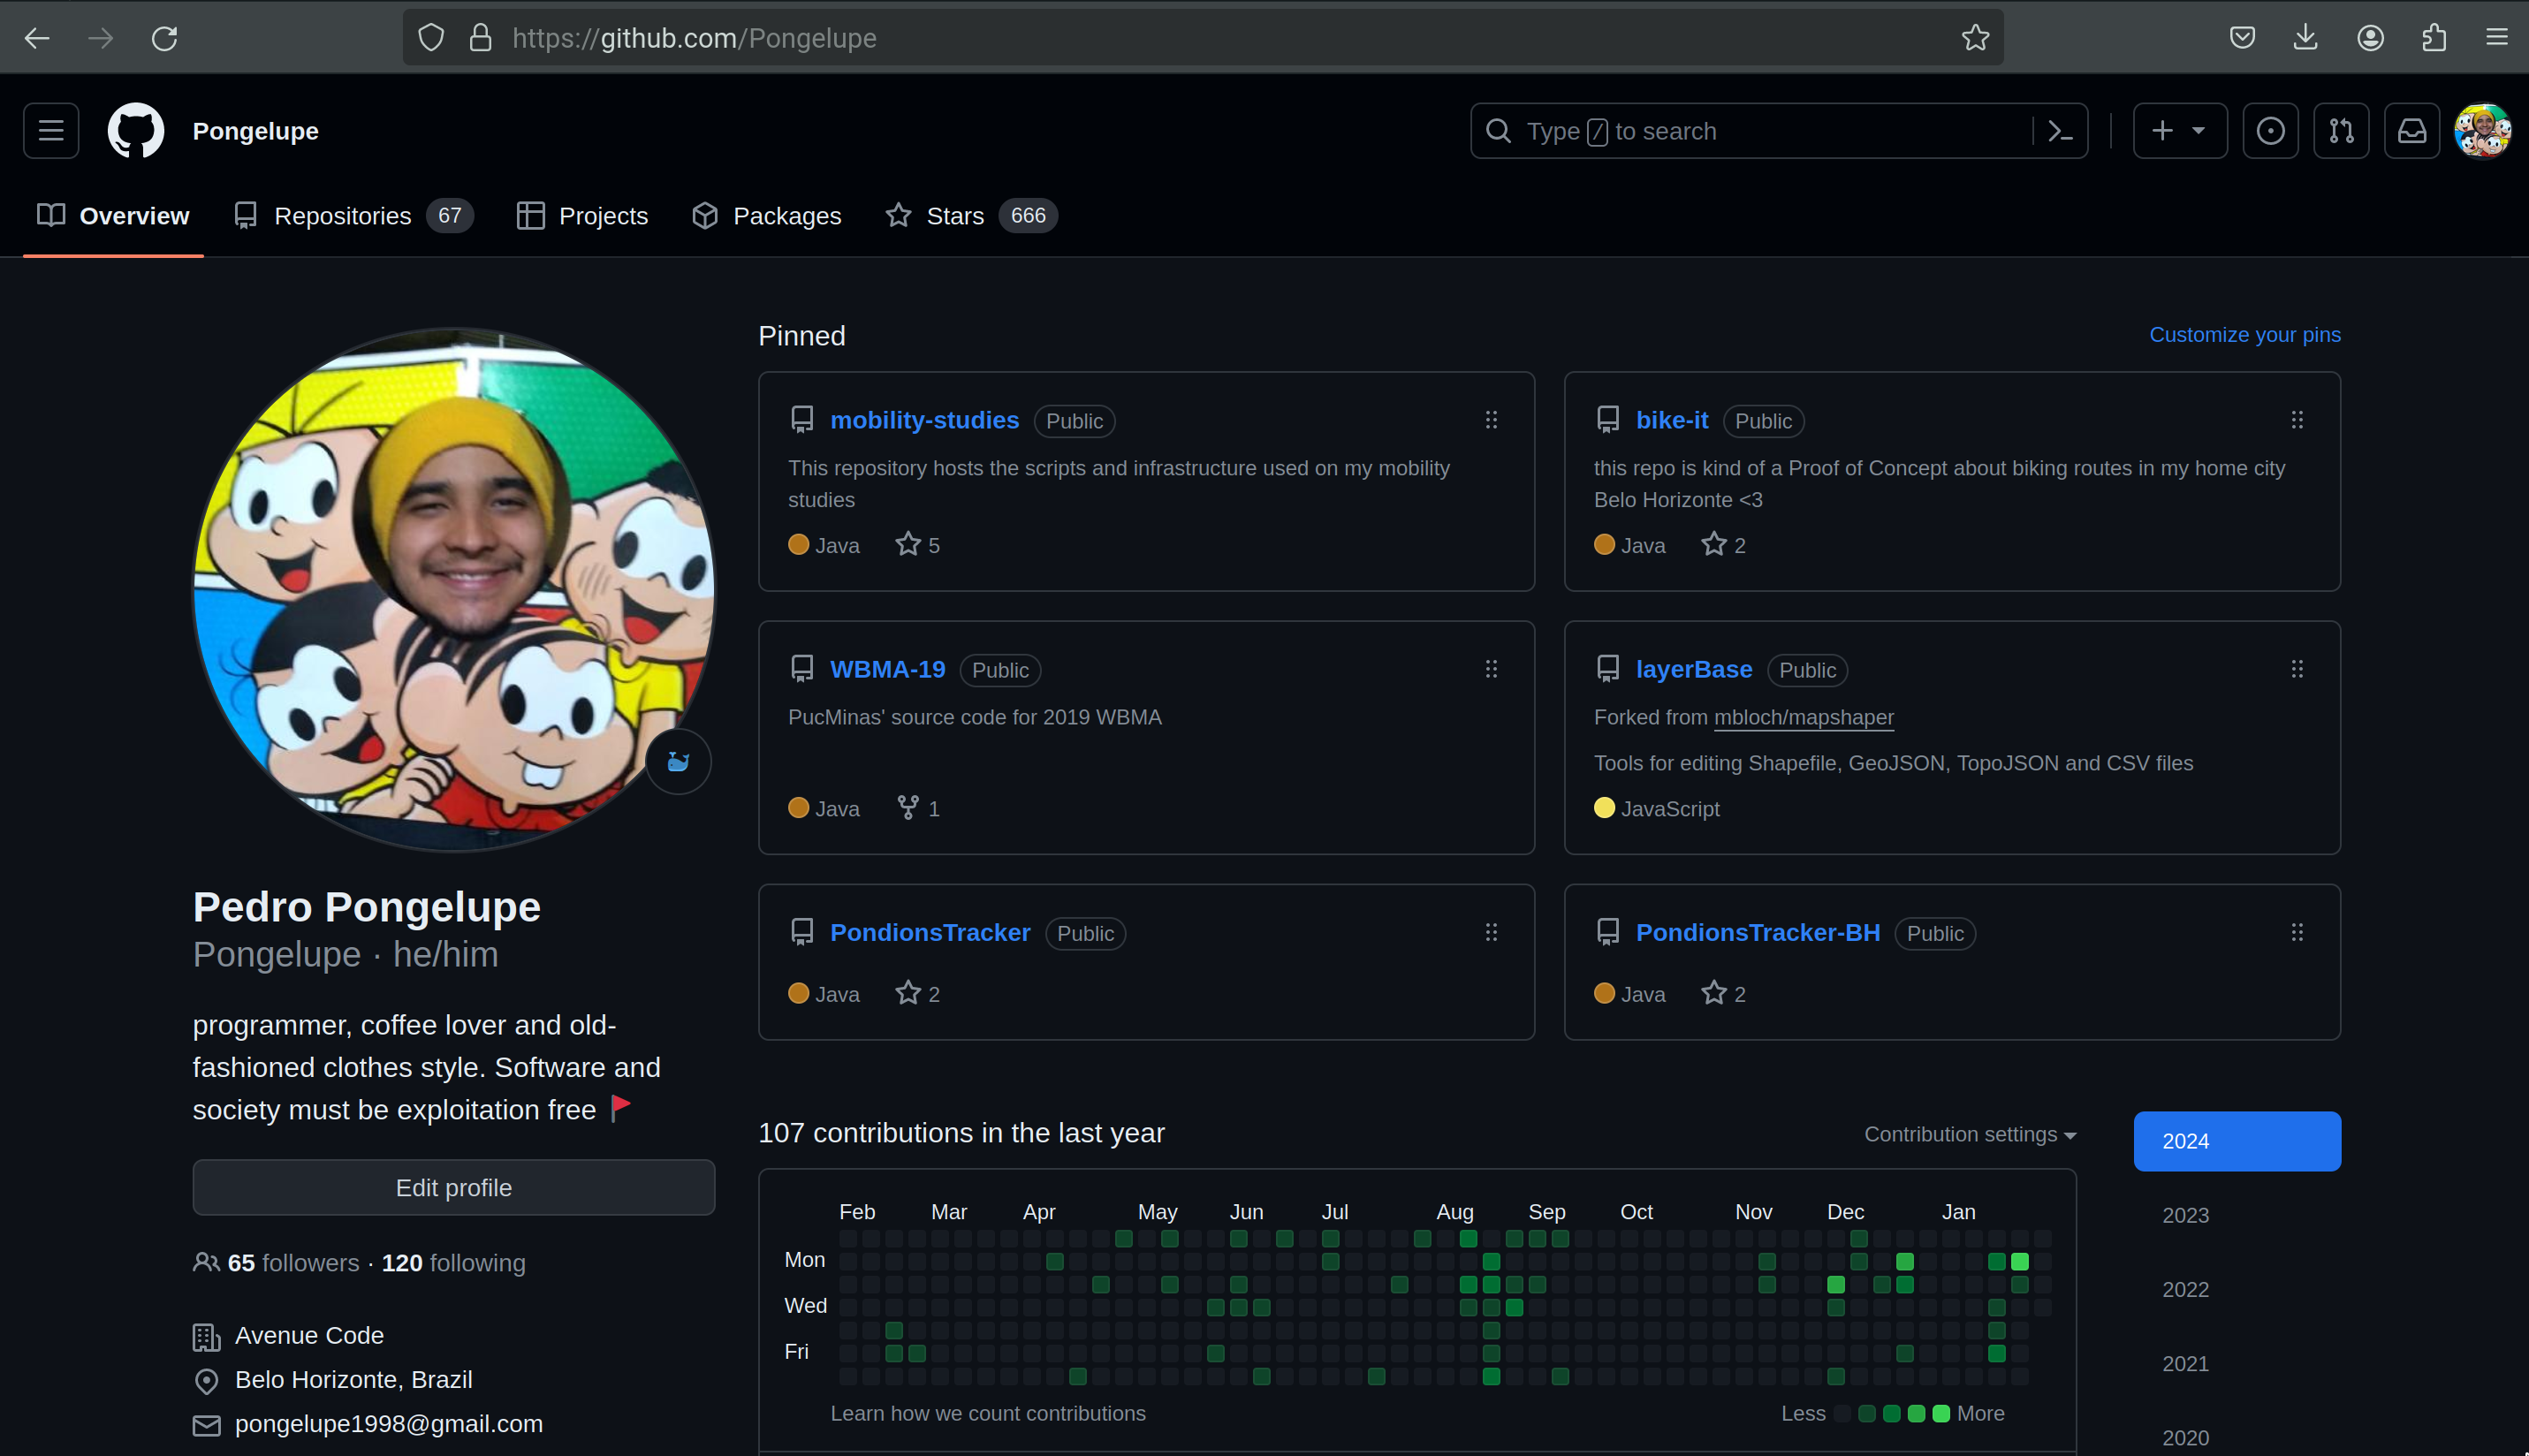 https://github.com/Pongelupe
Pongelupe
Type / to search
Overview
Repositories 67
Projects
Packages
Stars 666
Pinned
Customize your pins
mobility-studies Public
This repository hosts the scripts and infrastructure used on my mobility
studies
Java 5
bike-it Public
this repo is kind of a Proof of Concept about biking routes in my home city
Belo Horizonte <3
Java 2
WBMA-19 Public
PucMinas' source code for 2019 WBMA
Java 1
layerBase Public
Forked from mbloch/mapshaper
Tools for editing Shapefile, GeoJSON, TopoJSON and CSV files
JavaScript
PondionsTracker Public
Java 2
PondionsTracker-BH Public
Java 2
Pedro Pongelupe
Pongelupe · he/him
programmer, coffee lover and old-
fashioned clothes style. Software and
society must be exploitation free 🚩
Edit profile
65 followers · 120 following
Avenue Code
Belo Horizonte, Brazil
pongelupe1998@gmail.com
107 contributions in the last year
Contribution settings
Feb Mar Apr May Jun Jul Aug Sep Oct Nov Dec Jan
Mon
Wed
Fri
Learn how we count contributions
Less More
2024
2023
2022
2021
2020